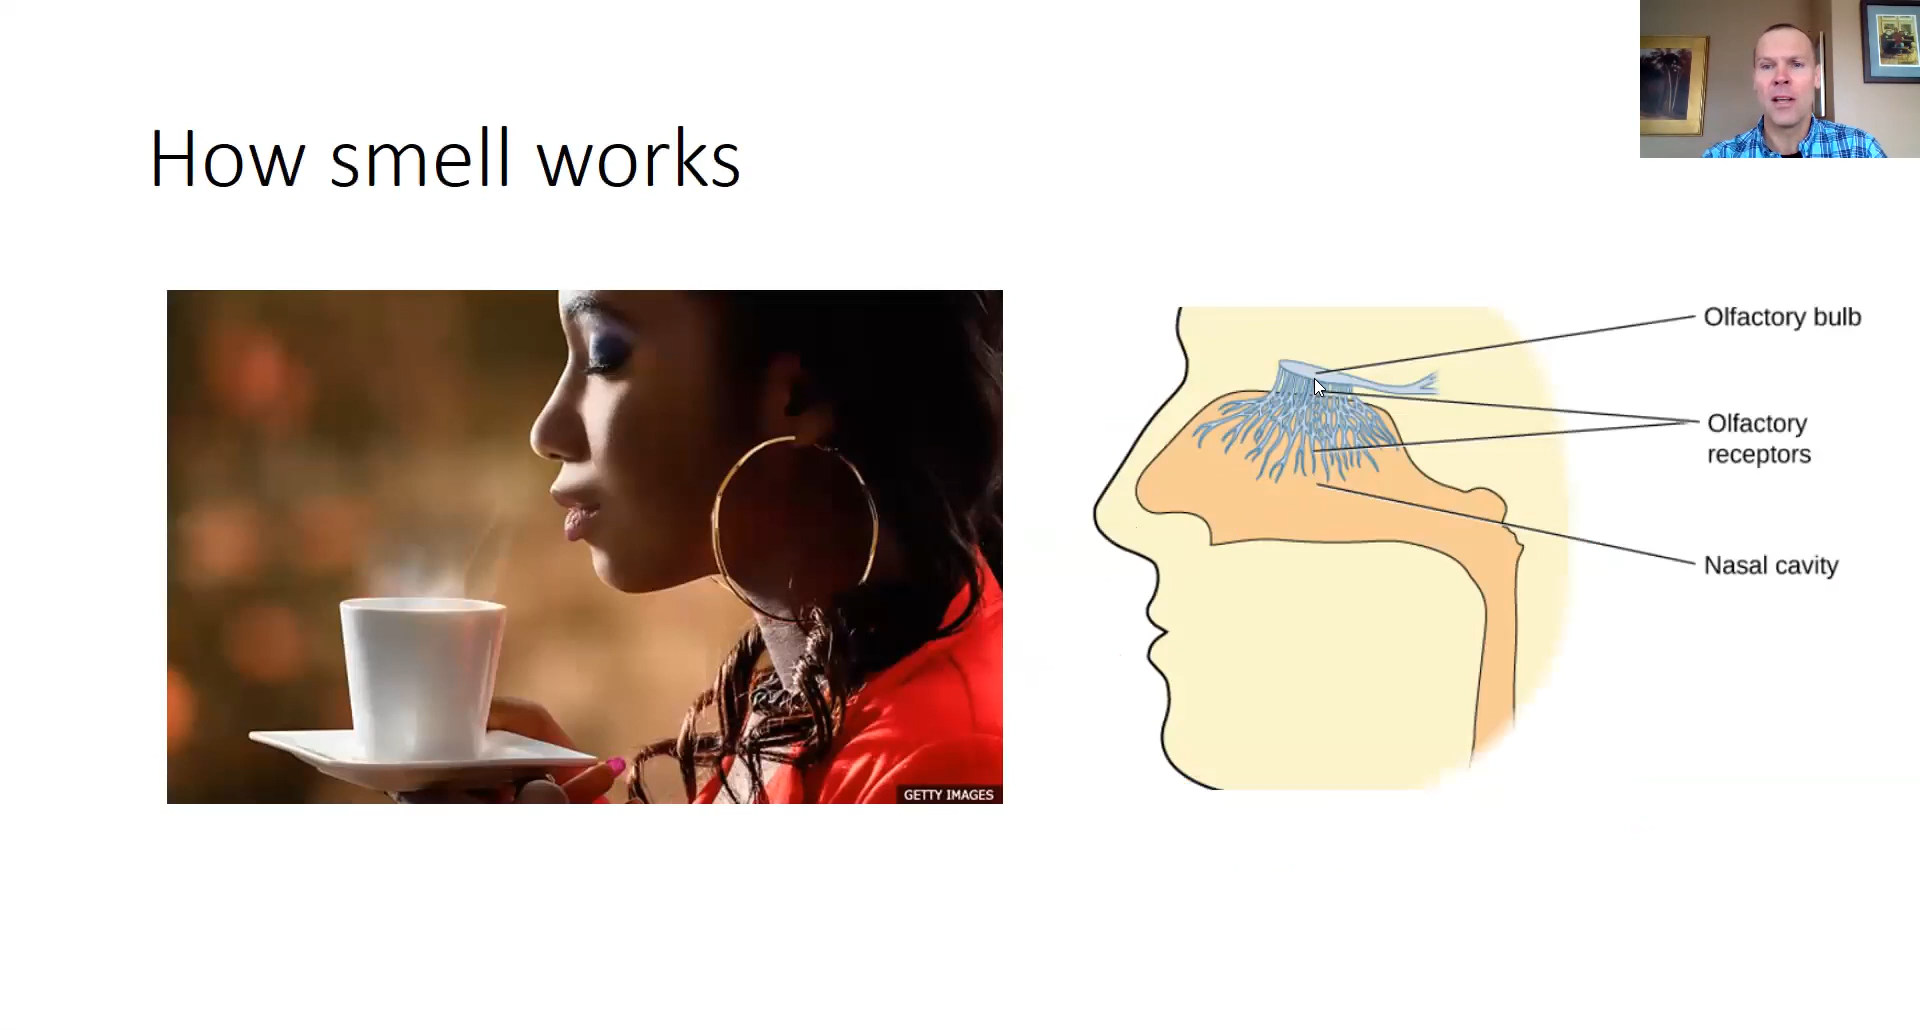 How smell works
Olfactory bulb
Olfactory
receptors
Nasal cavity
GETTY IMAGES